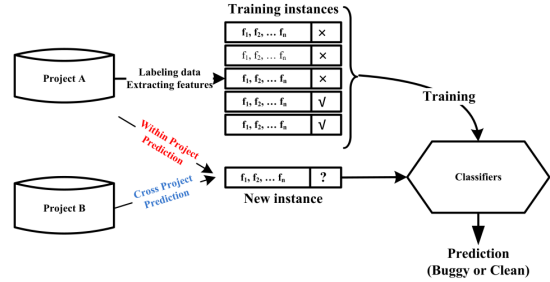 Training instances
f1, f2, … fn ×
f1, f2, … fn ×
f1, f2, … fn ×
f1, f2, … fn √
f1, f2, … fn √
Project A
Labeling data
Extracting features
Training
Within Project
Prediction
Cross Project
Prediction
Project B
f1, f2, … fn ?
New instance
Classifiers
Prediction
(Buggy or Clean)